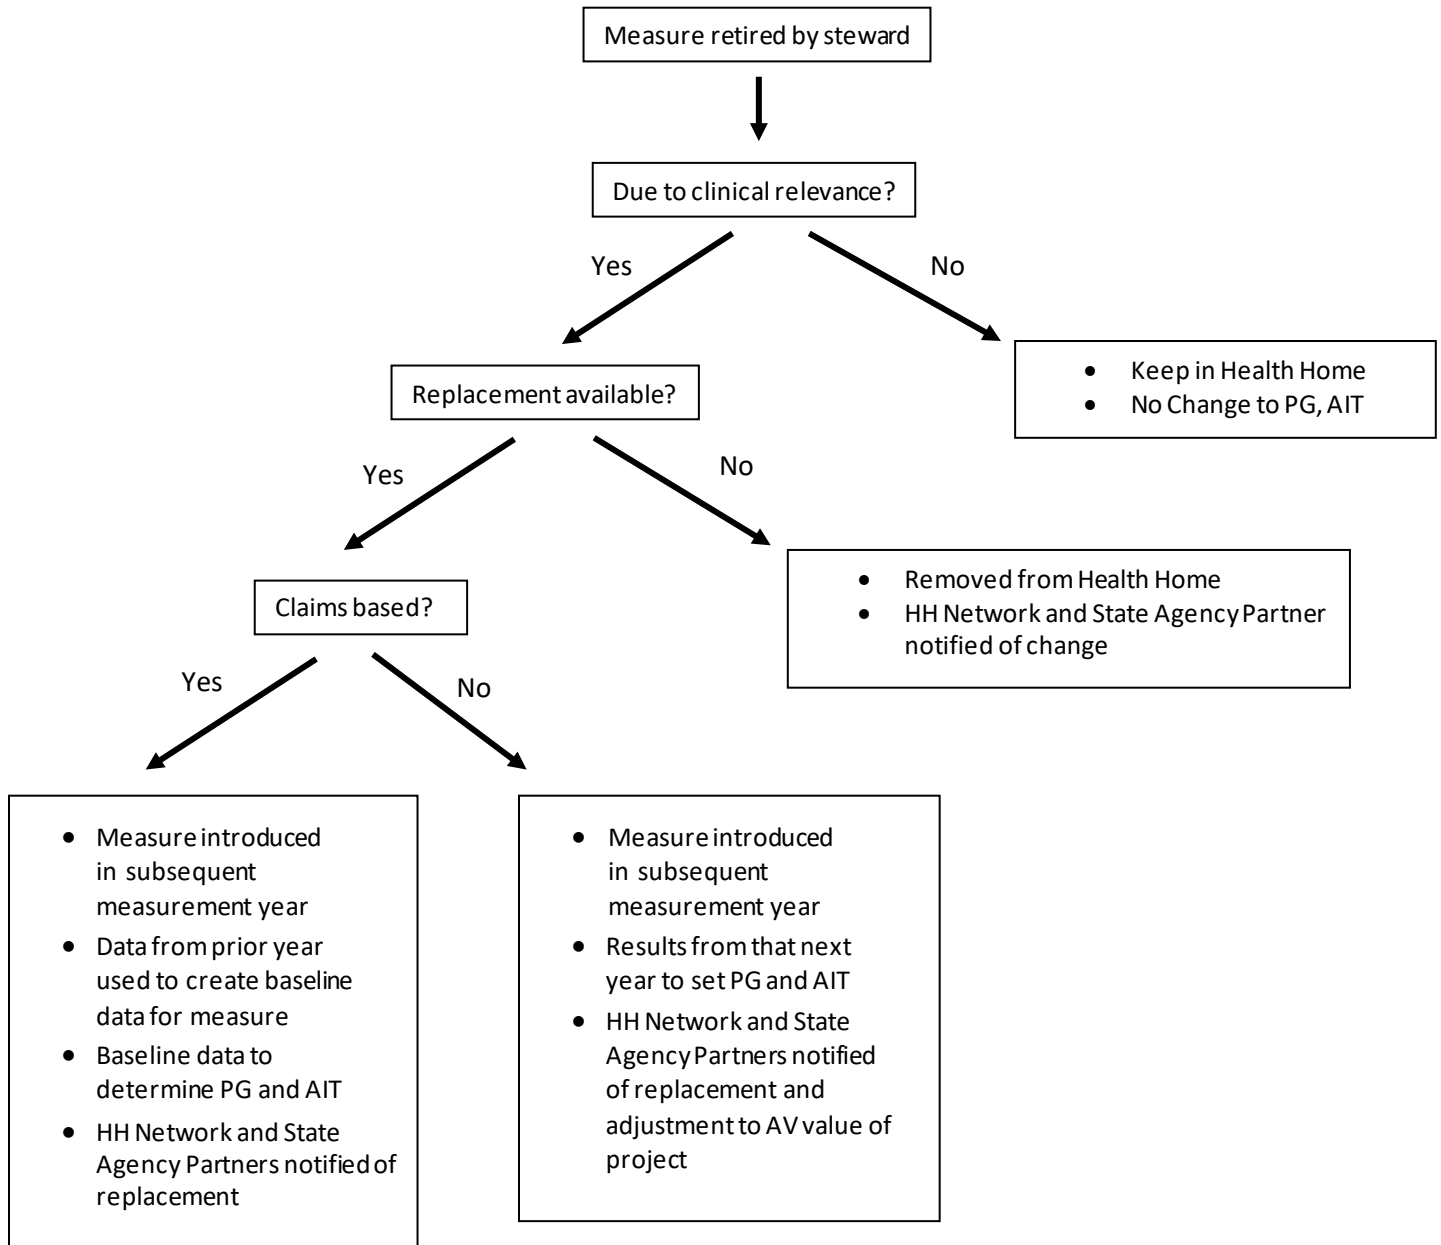 Measure retired by steward
Due to clinical relevance?
Yes
No
• Keep in Health Home
• No Change to PG, AIT
Replacement available?
Yes
No
• Removed from Health Home
• HH Network and State Agency Partner
notified of change
Claims based?
Yes
No
• Measure introduced
in subsequent
measurement year
• Data from prior year
used to create baseline
data for measure
• Baseline data to
determine PG and AIT
• HH Network and State
Agency Partners notified of
replacement
• Measure introduced
in subsequent
measurement year
• Results from that next
year to set PG and AIT
• HH Network and State
Agency Partners notified
of replacement and
adjustment to AV value of
project